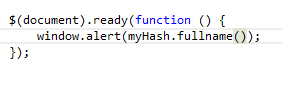 $(document).ready(function () {
    window.alert(myHash.fullname());
});